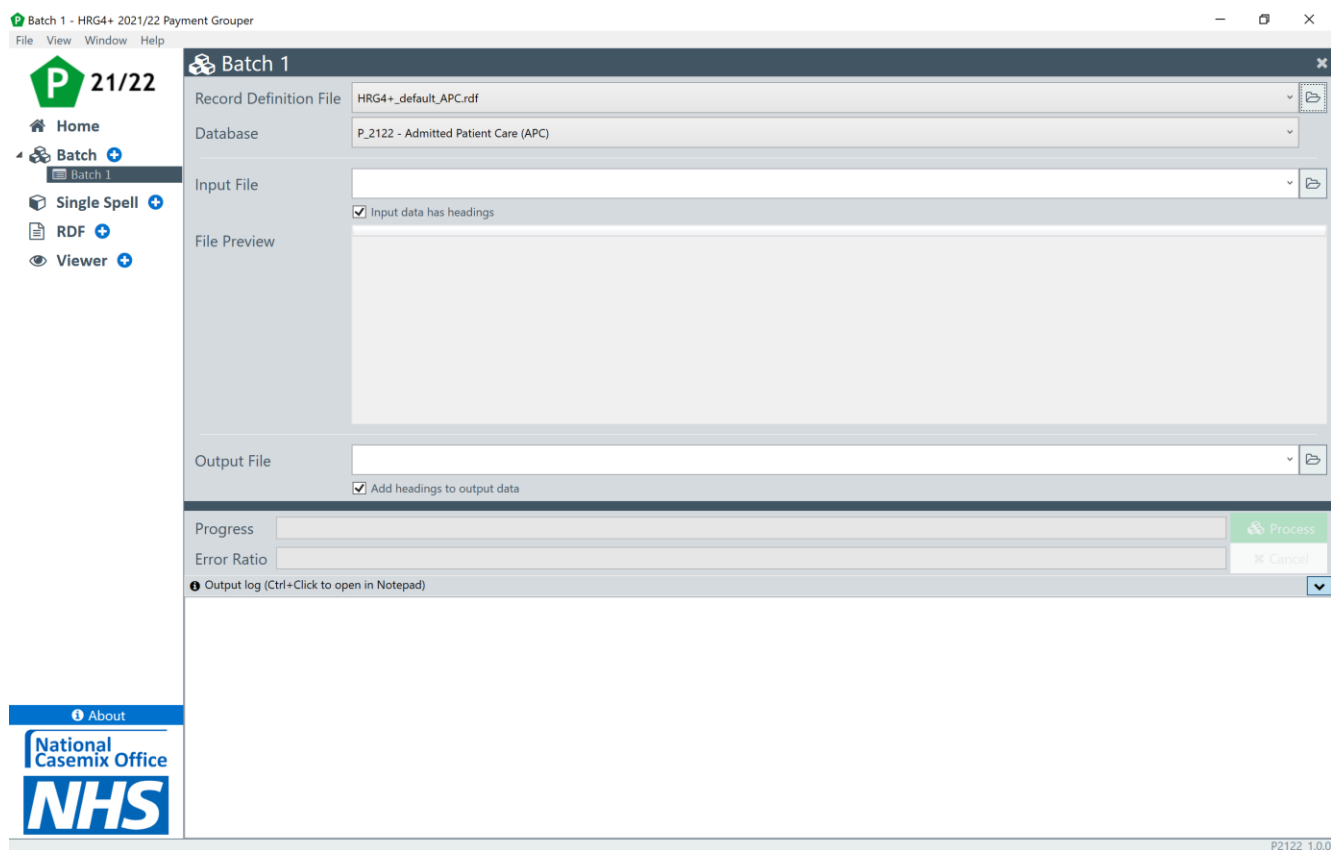 Batch 1 - HRG4+ 2021/22 Payment Grouper
File View Window Help
P 21/22
Home
Batch
Batch 1
Single Spell
RDF
Viewer
About
National
Casemix Office
NHS
Batch 1
Record Definition File HRG4+_default_APC.rdf
Database P_2122 - Admitted Patient Care (APC)
Input File
Input data has headings
File Preview
Output File
Add headings to output data
Progress Process
Error Ratio Cancel
Output log (Ctrl+Click to open in Notepad)
P2122_1.0.0